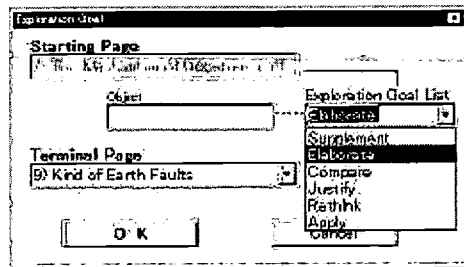 Exploration Goal
Starting Page
Object
Exploration Goal List
Elaborate
Supplement
Elaborate
Compare
Justify
Rethink
Apply
Terminal Page
9) Kind of Earth Faults
OK
Cancel